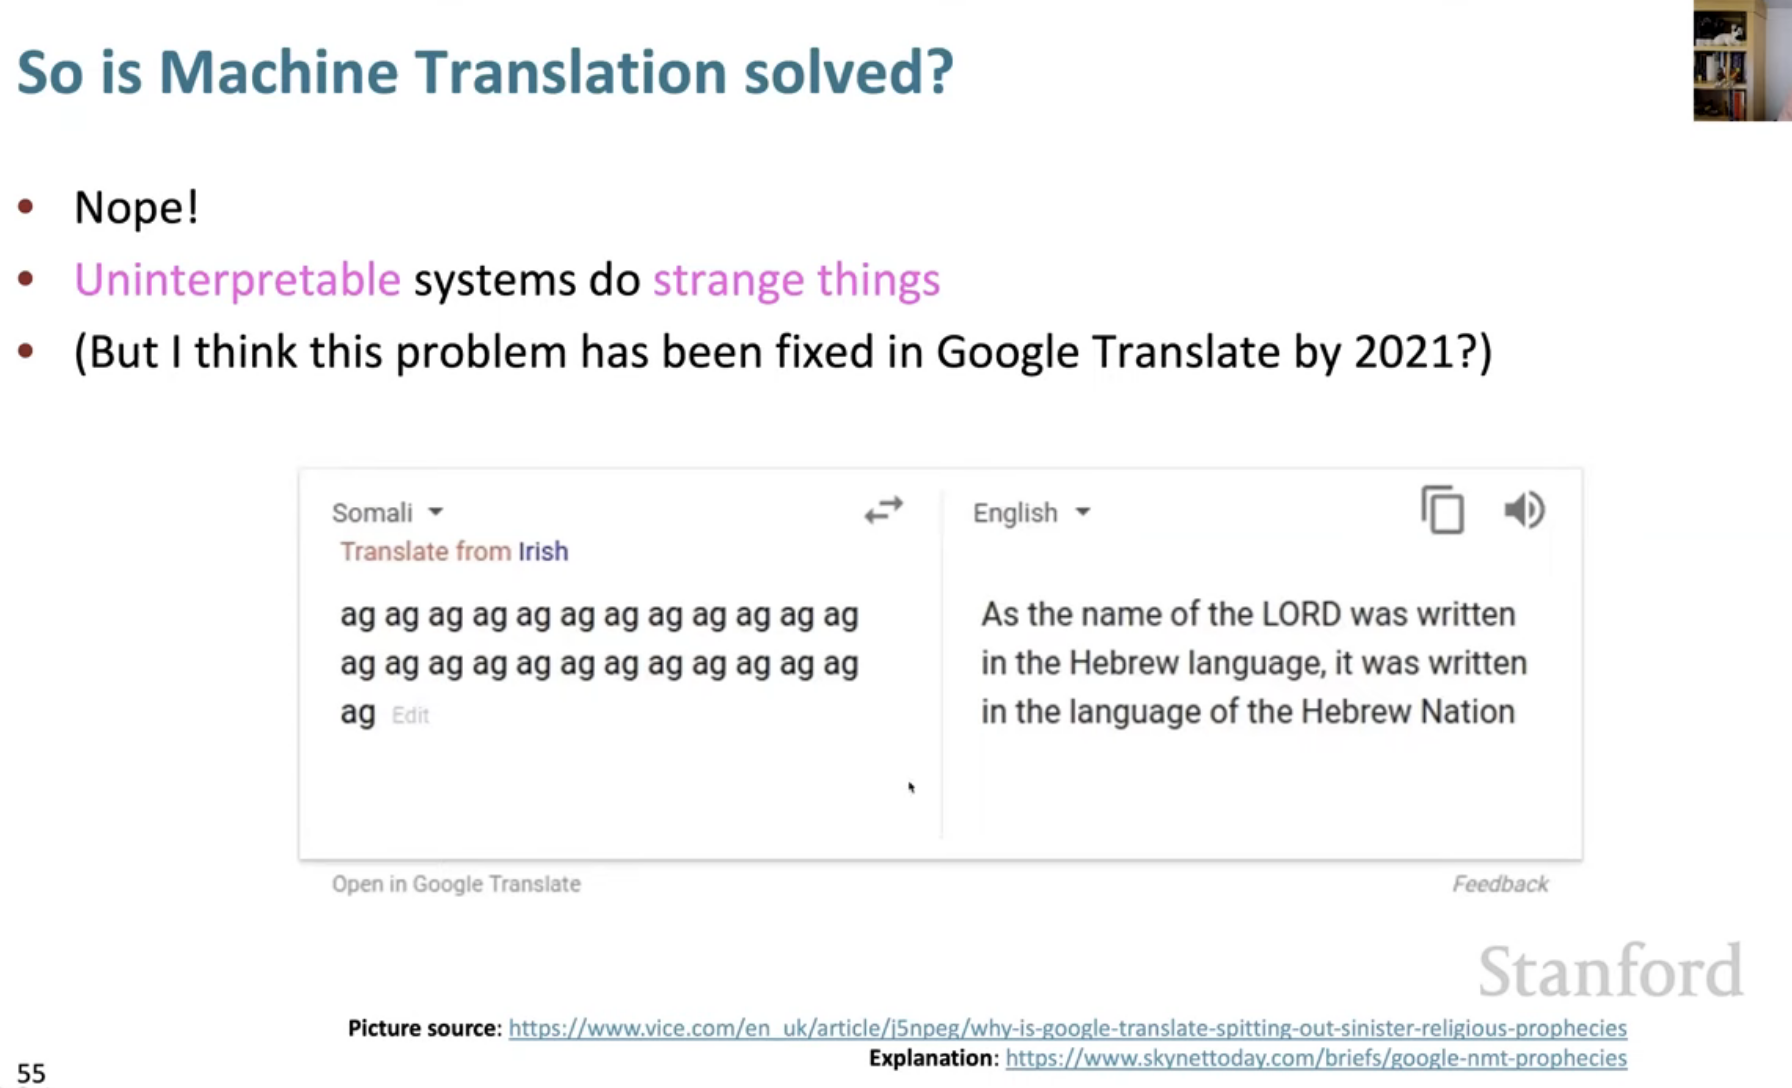 So is Machine Translation solved?
• Nope!
• Uninterpretable systems do strange things
• (But I think this problem has been fixed in Google Translate by 2021?)
Somali
English
Translate from Irish
ag ag ag ag ag ag ag ag ag ag ag ag
ag ag ag ag ag ag ag ag ag ag ag ag
ag Edit
As the name of the LORD was written
in the Hebrew language, it was written
in the language of the Hebrew Nation
Open in Google Translate
Feedback
Stanford
Picture source: https://www.vice.com/en_uk/article/j5npeg/why-is-google-translate-spitting-out-sinister-religious-prophecies
Explanation: https://www.skynettoday.com/briefs/google-nmt-prophecies
55